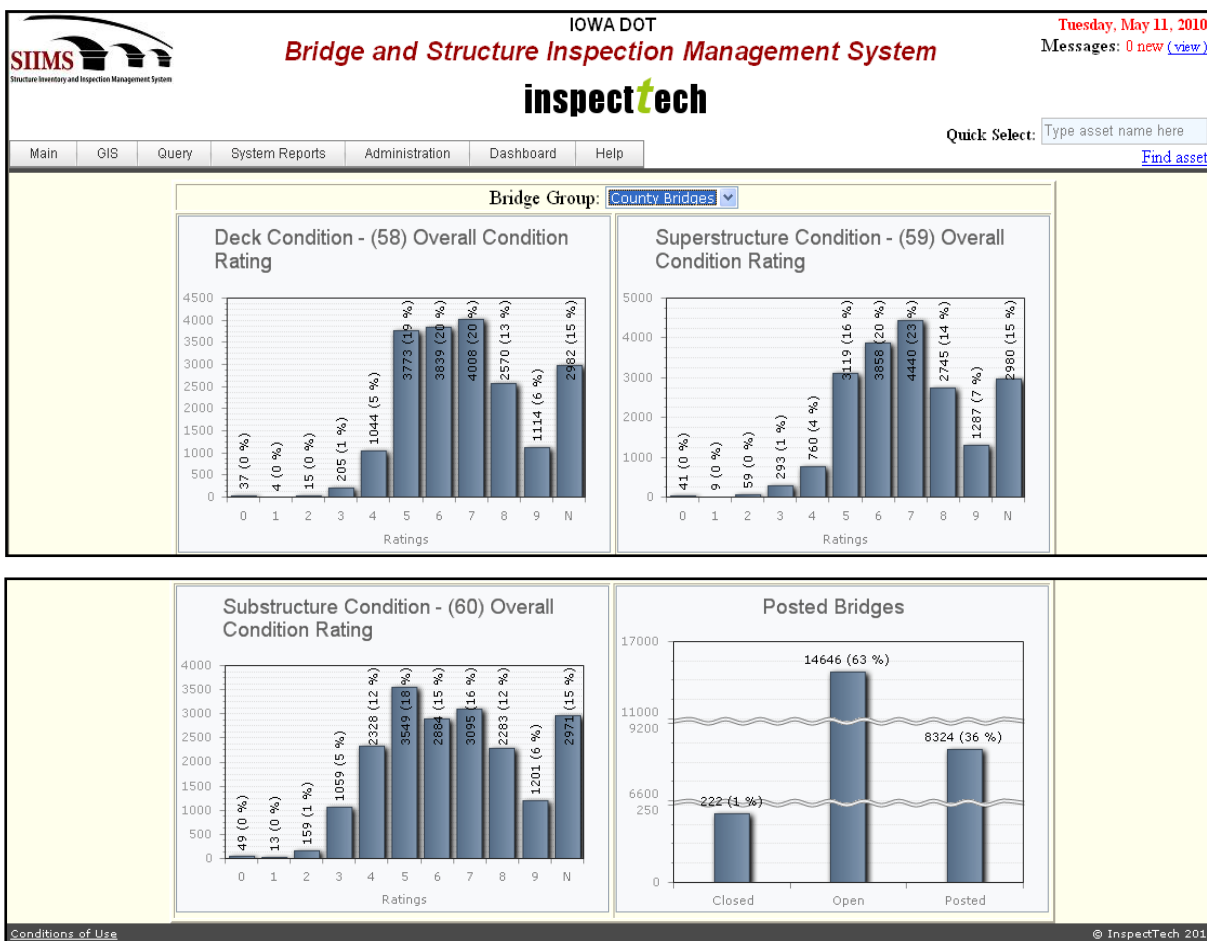 IOWA DOT
Bridge and Structure Inspection Management System
inspecttech
SIIMS
Structure Inventory and Inspection Management System
Tuesday, May 11, 2010
Messages: 0 new (view)
Quick Select: Type asset name here
Find asset
Main GIS Query System Reports Administration Dashboard Help
Bridge Group: County Bridges
Deck Condition - (58) Overall Condition
Rating
4500
4000
3500
3000
2500
2000
1500
1000
500
0
37 (0 %)
4 (0 %)
15 (0 %)
205 (1 %)
1044 (5 %)
3773 (19 %)
3839 (20 %)
4008 (20 %)
2570 (13 %)
1114 (6 %)
2982 (15 %)
0 1 2 3 4 5 6 7 8 9 N
Ratings
Superstructure Condition - (59) Overall
Condition Rating
5000
4000
3000
2000
1000
0
41 (0 %)
9 (0 %)
59 (0 %)
293 (1 %)
760 (4 %)
3119 (16 %)
3858 (20 %)
4440 (23 %)
2745 (14 %)
1287 (7 %)
2980 (15 %)
0 1 2 3 4 5 6 7 8 9 N
Ratings
Substructure Condition - (60) Overall
Condition Rating
4000
3500
3000
2500
2000
1500
1000
500
0
49 (0 %)
13 (0 %)
159 (1 %)
1059 (5 %)
2328 (12 %)
3549 (18 %)
2884 (15 %)
3095 (16 %)
2283 (12 %)
1201 (6 %)
2971 (15 %)
0 1 2 3 4 5 6 7 8 9 N
Ratings
Posted Bridges
17000
11000
9200
6600
250
0
222 (1 %)
14646 (63 %)
8324 (36 %)
Closed Open Posted
Conditions of Use
© InspectTech 201